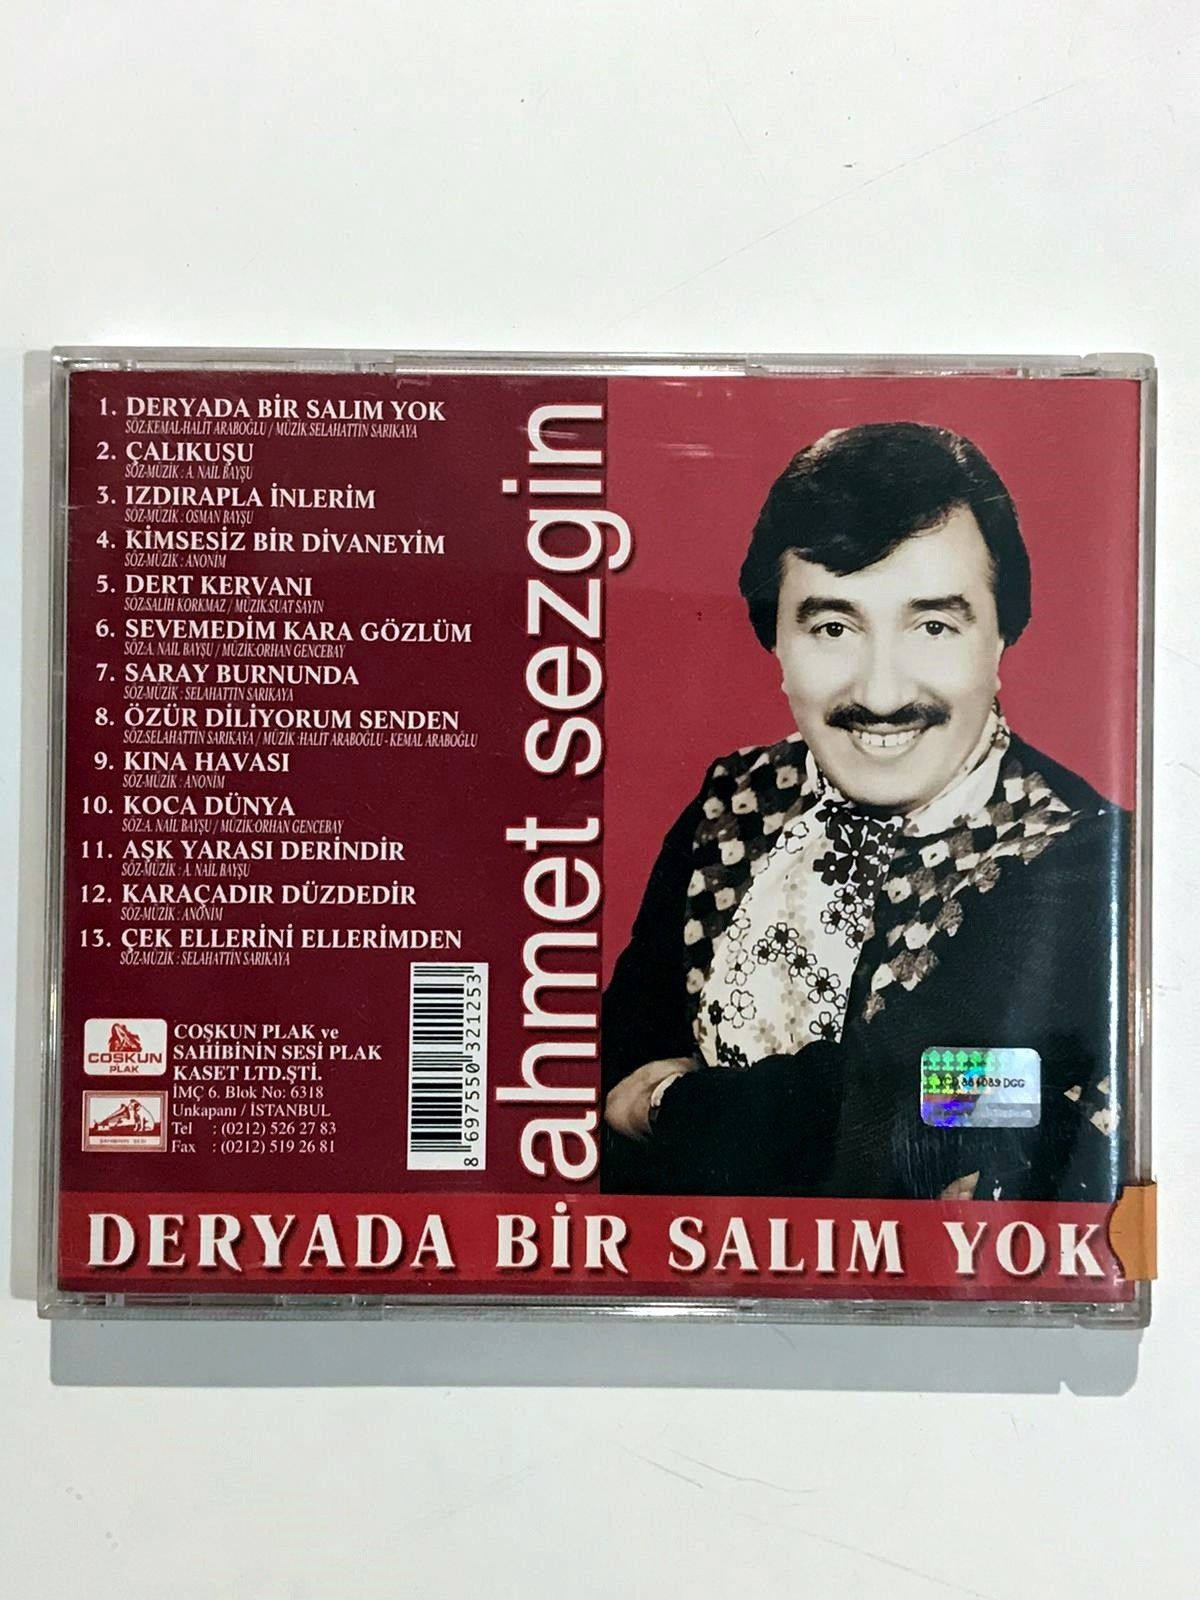 1. DERYADA BİR SALIM YOK
SÖZ:KEMAL-HALİT ARABOĞLU / MÜZİK SELAHATTİN SARIKAYA
2. ÇALIKUŞU
SÖZ-MÜZİK : A. NAİL BAYŞU
3. IZDIRAPLA İNLERİM
SÖZ-MÜZİK : OSMAN BAYŞU
4. KİMSESİZ BİR DİVANEYİM
SÖZ-MÜZİK : ANONİM
5. DERT KERVANI
SÖZ:SALİH KORKMAZ / MÜZİK:SUAT SAYIN
6. SEVEMEDİM KARA GÖZLÜM
SÖZ:A. NAİL BAYŞU / MÜZİK:ORHAN GENCEBAY
7. SARAY BURNUNDA
SÖZ-MÜZİK : SELAHATTİN SARIKAYA
8. ÖZÜR DİLİYORUM SENDEN
SÖZ:SELAHATTİN SARIKAYA / MÜZİK :HALİT ARABOĞLU - KEMAL ARABOĞLU
9. KINA HAVASI
SÖZ-MÜZİK : ANONİM
10. KOCA DÜNYA
SÖZ:A. NAİL BAYŞU / MÜZİK:ORHAN GENCEBAY
11. AŞK YARASI DERİNDİR
SÖZ-MÜZİK : A. NAİL BAYŞU
12. KARAÇADIR DÜZDEDİR
SÖZ-MÜZİK : ANONİM
13. ÇEK ELLERİNİ ELLERİMDEN
SÖZ-MÜZİK : SELAHATTİN SARIKAYA
COŞKUN
PLAK
SAHİBİNİN SESİ
COŞKUN PLAK ve
SAHİBİNİN SESİ PLAK
KASET LTD.ŞTİ.
İMÇ 6. Blok No: 6318
Unkapanı / İSTANBUL
Tel : (0212) 526 27 83
Fax : (0212) 519 26 81
8 697550 321253
ahmet sezgin
DGG
DERYADA BİR SALIM YOK